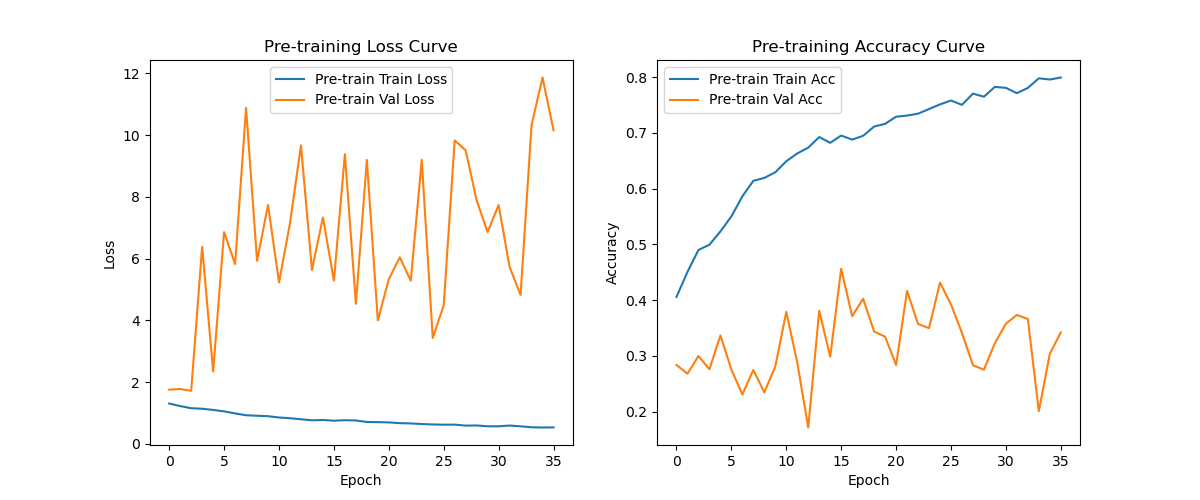 Pre-training Loss Curve
Pre-train Train Loss
Pre-train Val Loss
12
10
8
6
4
2
0
Loss
0 5 10 15 20 25 30 35
Epoch
Pre-training Accuracy Curve
Pre-train Train Acc
Pre-train Val Acc
0.8
0.7
0.6
0.5
0.4
0.3
0.2
Accuracy
0 5 10 15 20 25 30 35
Epoch